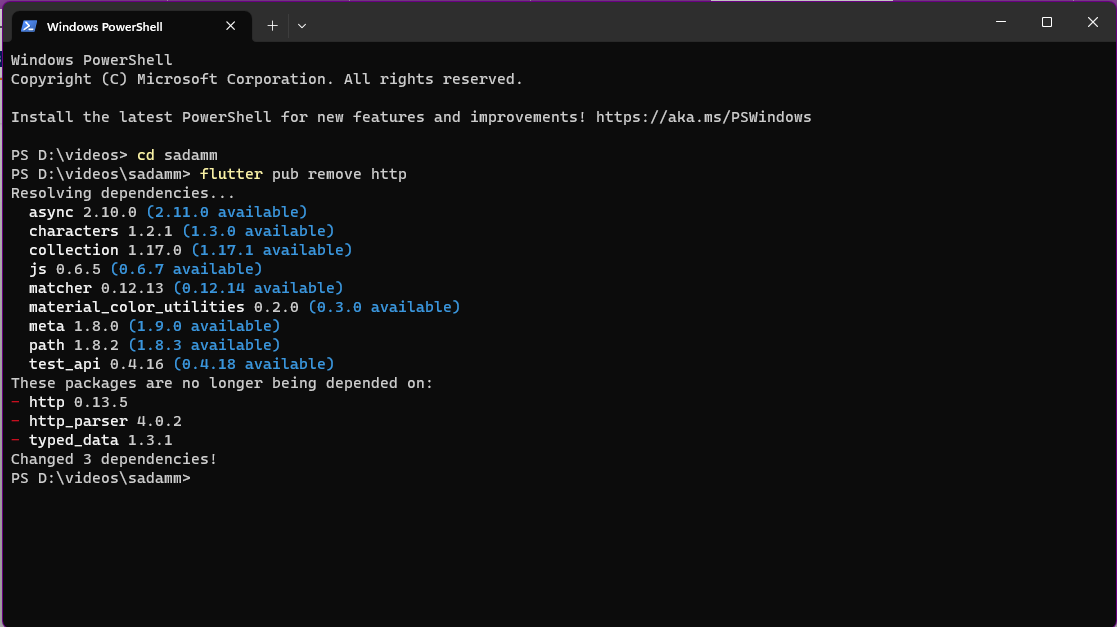 Windows PowerShell
Windows PowerShell
Copyright (C) Microsoft Corporation. All rights reserved.
Install the latest PowerShell for new features and improvements! https://aka.ms/PSWindows
PS D:\videos> cd sadamm
PS D:\videos\sadamm> flutter pub remove http
Resolving dependencies...
  async 2.10.0 (2.11.0 available)
  characters 1.2.1 (1.3.0 available)
  collection 1.17.0 (1.17.1 available)
  js 0.6.5 (0.6.7 available)
  matcher 0.12.13 (0.12.14 available)
  material_color_utilities 0.2.0 (0.3.0 available)
  meta 1.8.0 (1.9.0 available)
  path 1.8.2 (1.8.3 available)
  test_api 0.4.16 (0.4.18 available)
These packages are no longer being depended on:
- http 0.13.5
- http_parser 4.0.2
- typed_data 1.3.1
Changed 3 dependencies!
PS D:\videos\sadamm>